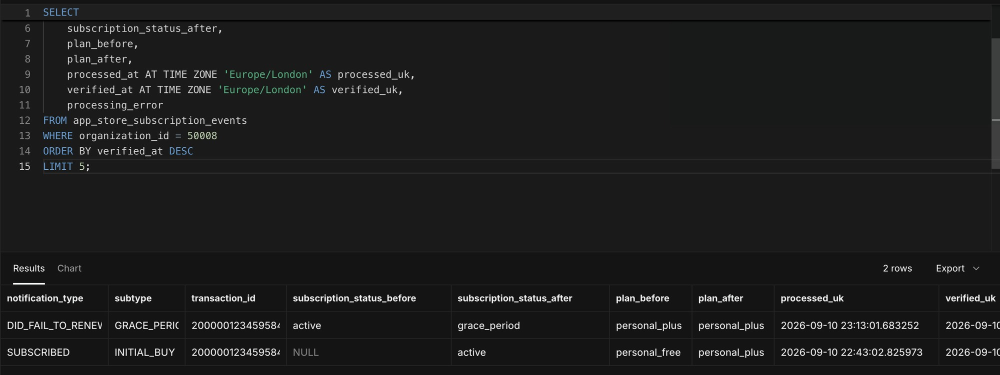 1 SELECT
6 subscription_status_after,
7 plan_before,
8 plan_after,
9 processed_at AT TIME ZONE 'Europe/London' AS processed_uk,
10 verified_at AT TIME ZONE 'Europe/London' AS verified_uk,
11 processing_error
12 FROM app_store_subscription_events
13 WHERE organization_id = 50008
14 ORDER BY verified_at DESC
15 LIMIT 5;
Results Chart 2 rows Export
notification_type subtype transaction_id subscription_status_before subscription_status_after plan_before plan_after processed_uk verified_uk
DID_FAIL_TO_RENEW GRACE_PERIC 200000123459584 active grace_period personal_plus personal_plus 2026-09-10 23:13:01.683252 2026-09-10
SUBSCRIBED INITIAL_BUY 200000123459584 NULL active personal_free personal_plus 2026-09-10 22:43:02.825973 2026-09-10